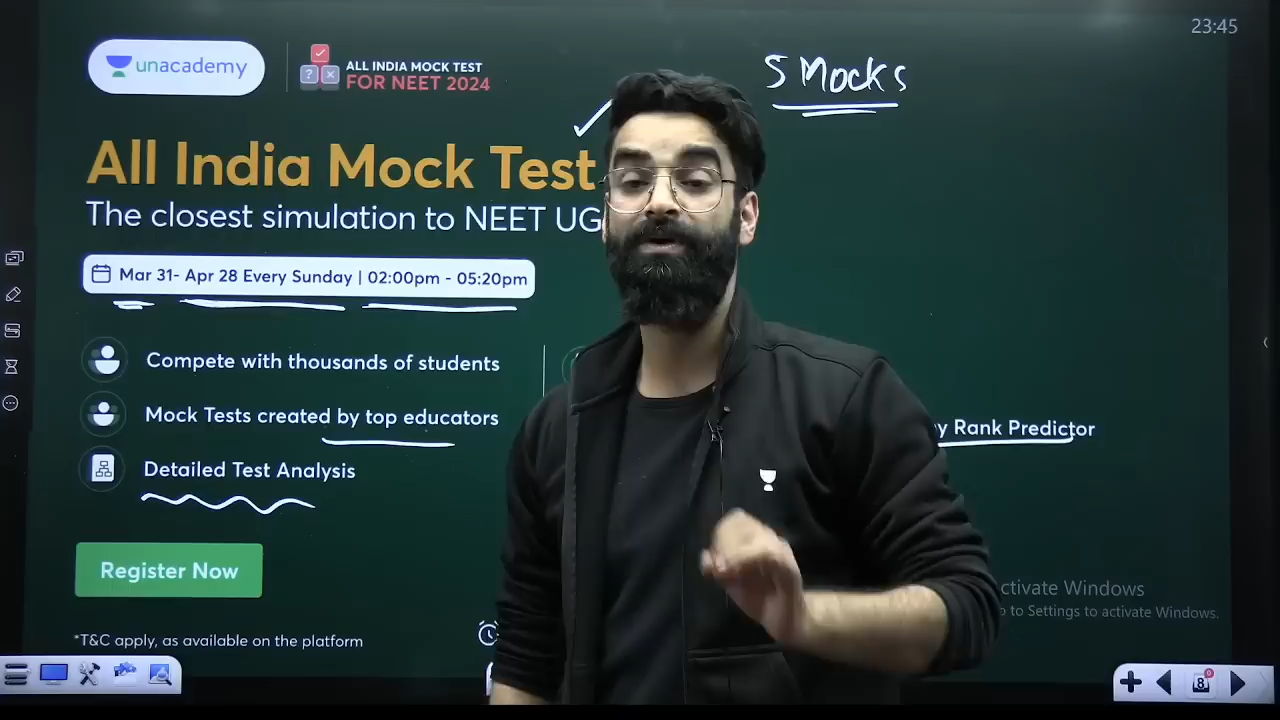 23:45
unacademy
ALL INDIA MOCK TEST
FOR NEET 2024
5 Mocks
All India Mock Test
The closest simulation to NEET UG
Mar 31- Apr 28 Every Sunday | 02:00pm - 05:20pm
Compete with thousands of students
Mock Tests created by top educators
y Rank Predictor
Detailed Test Analysis
Register Now
ctivate Windows
o to Settings to activate Windows.
*T&C apply, as available on the platform
8